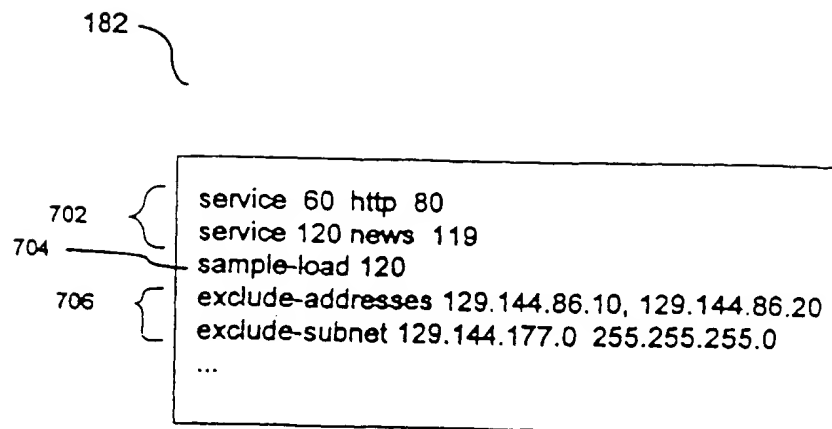 182
702
704
706
service 60 http 80
service 120 news 119
sample-load 120
exclude-addresses 129.144.86.10, 129.144.86.20
exclude-subnet 129.144.177.0 255.255.255.0
...